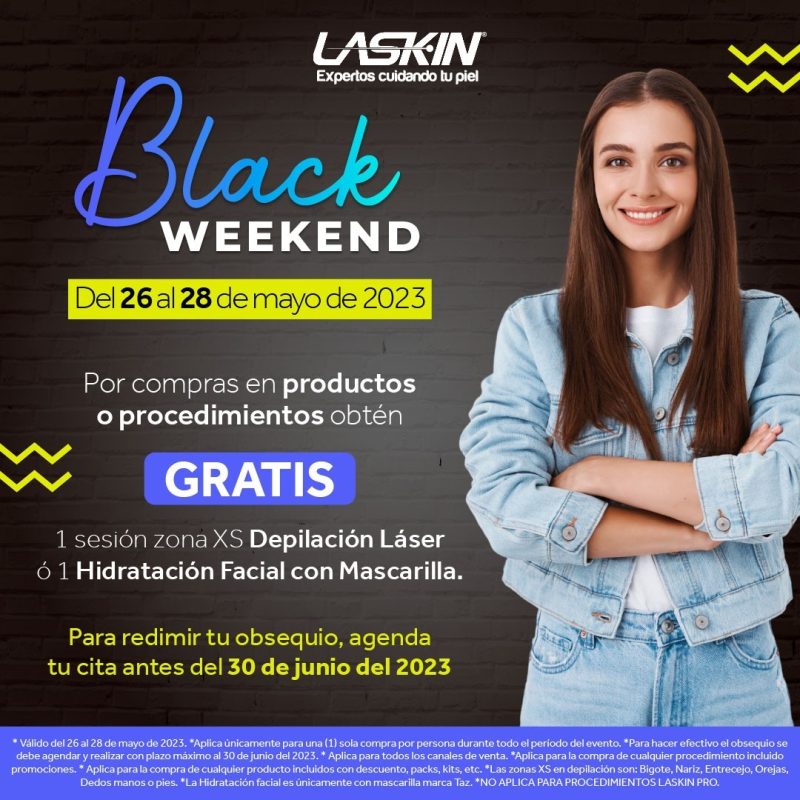 LASKIN®
Expertos cuidando tu piel
Black
WEEKEND
Del 26 al 28 de mayo de 2023
Por compras en productos
o procedimientos obtén
GRATIS
1 sesión zona XS Depilación Láser
ó 1 Hidratación Facial con Mascarilla.
Para redimir tu obsequio, agenda
tu cita antes del 30 de junio del 2023
* Válido del 26 al 28 de mayo de 2023. *Aplica únicamente para una (1) sola compra por persona durante todo el período del evento. *Para hacer efectivo el obsequio se
debe agendar y realizar con plazo máximo al 30 de junio del 2023. * Aplica para todos los canales de venta. *Aplica para la compra de cualquier procedimiento incluido
promociones. * Aplica para la compra de cualquier producto incluidos con descuento, packs, kits, etc. *Las zonas XS en depilación son: Bigote, Nariz, Entrecejo, Orejas,
Dedos manos o pies. *La Hidratación facial es únicamente con mascarilla marca Taz. *NO APLICA PARA PROCEDIMIENTOS LASKIN PRO.